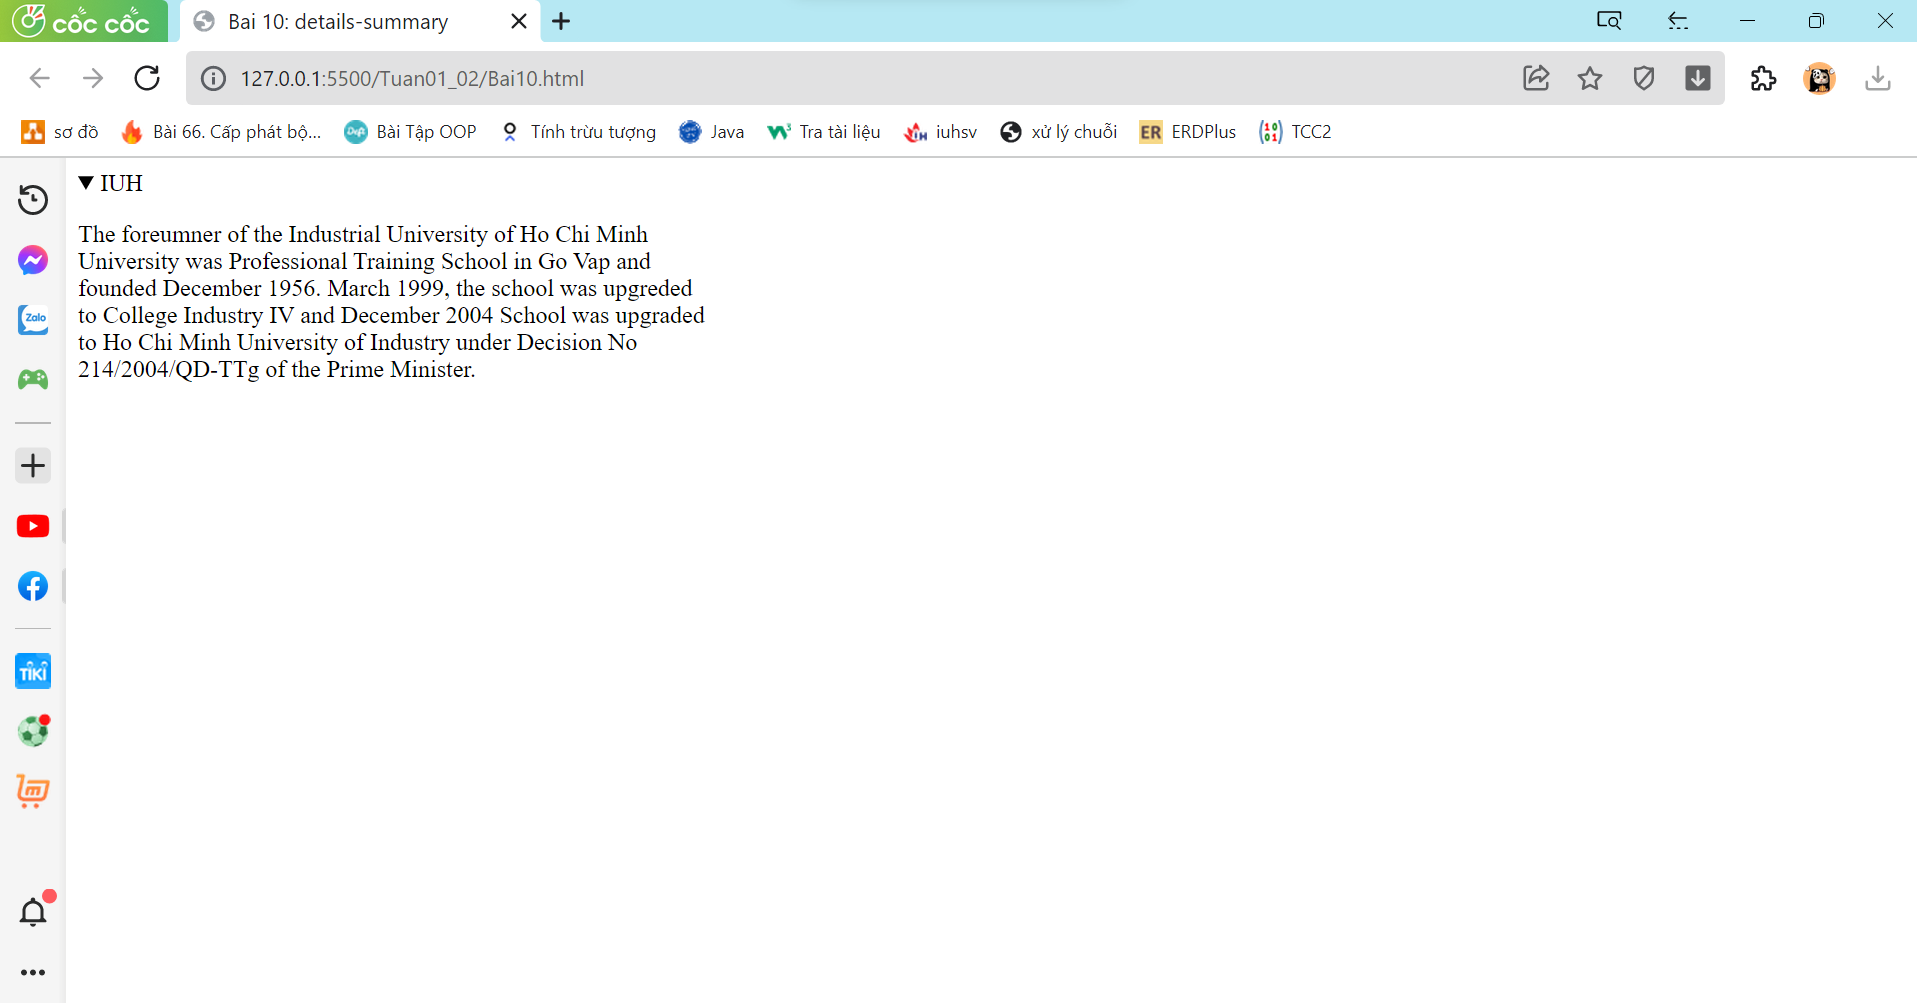 cốc cốc
Bai 10: details-summary
127.0.0.1:5500/Tuan01_02/Bai10.html
sơ đồ
Bài 66. Cấp phát bộ...
Bài Tập OOP
Tính trừu tượng
Java
Tra tài liệu
iuhsv
xử lý chuỗi
ER ERDPlus
TCC2
IUH
The foreumner of the Industrial University of Ho Chi Minh
University was Professional Training School in Go Vap and
founded December 1956. March 1999, the school was upgreded
to College Industry IV and December 2004 School was upgraded
to Ho Chi Minh University of Industry under Decision No
214/2004/QD-TTg of the Prime Minister.
Zalo
TIKI